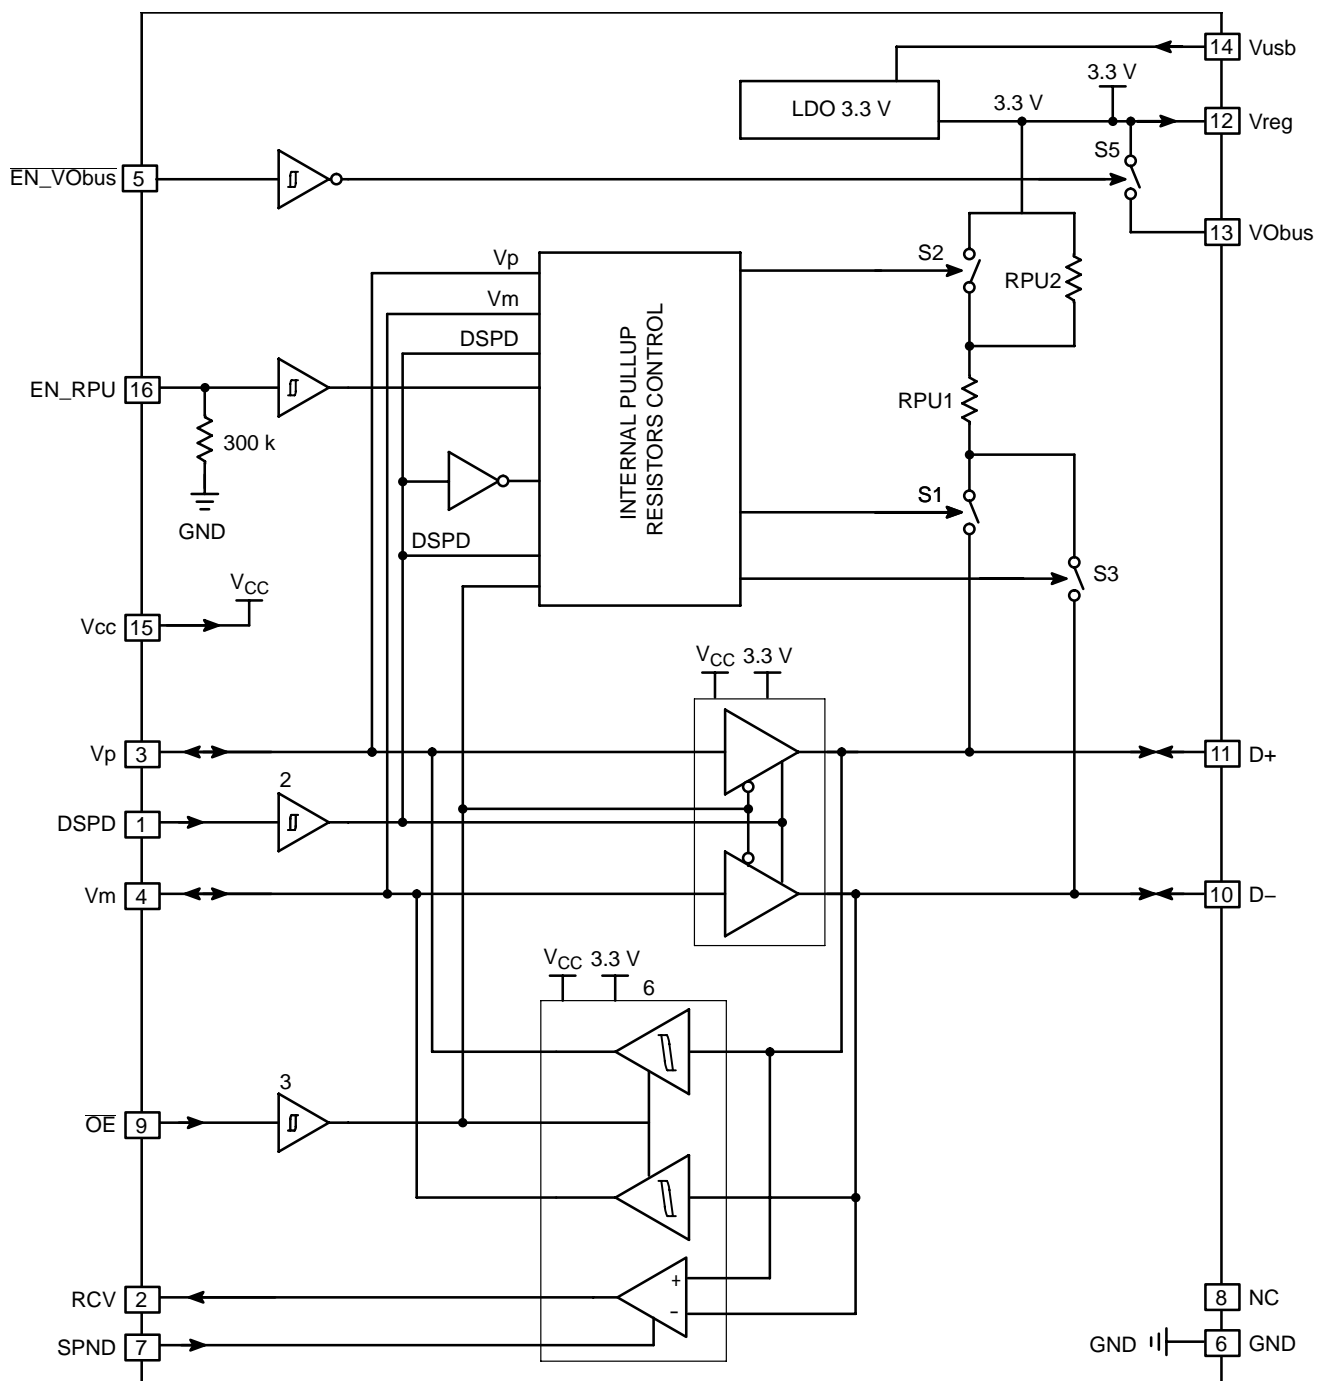 14 Vusb
3.3 V
LDO 3.3 V
3.3 V
12 Vreg
S5
EN_VObus 5
13 VObus
Vp
S2
RPU2
Vm
DSPD
INTERNAL PULLUP
RESISTORS CONTROL
EN_RPU 16
RPU1
300 k
S1
GND
DSPD
S3
VCC
Vcc 15
VCC 3.3 V
Vp 3
11 D+
2
DSPD 1
Vm 4
10 D–
VCC 3.3 V
6
3
OE 9
+
RCV 2
–
8 NC
SPND 7
GND
6 GND